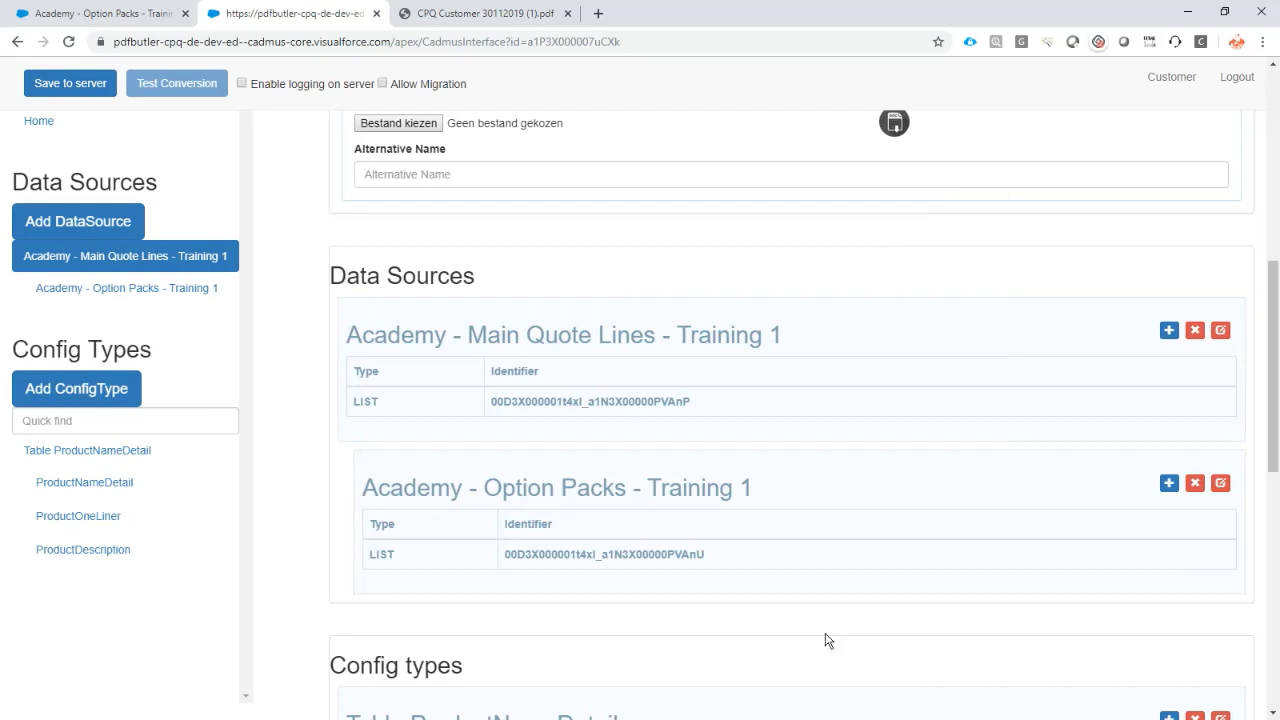 Academy - Option Packs - Trainin
https://pdfbutler-cpq-de-dev-ed
CPQ Customer 30112019 (1).pdf
pdfbutler-cpq-de-dev-ed--cadmus-core.visualforce.com/apex/CadmusInterface?id=a1P3X000007uCXk
Save to server
Test Conversion
Enable logging on server
Allow Migration
Customer
Logout
Home
Data Sources
Add DataSource
Academy - Main Quote Lines - Training 1
Academy - Option Packs - Training 1
Config Types
Add ConfigType
Quick find
Table ProductNameDetail
ProductNameDetail
ProductOneLiner
ProductDescription
Bestand kiezen Geen bestand gekozen
Alternative Name
Alternative Name
Data Sources
Academy - Main Quote Lines - Training 1
Type Identifier
LIST 00D3X000001t4xl_a1N3X00000PVAnP
Academy - Option Packs - Training 1
Type Identifier
LIST 00D3X000001t4xl_a1N3X00000PVAnU
Config types
Table ProductNameDetail